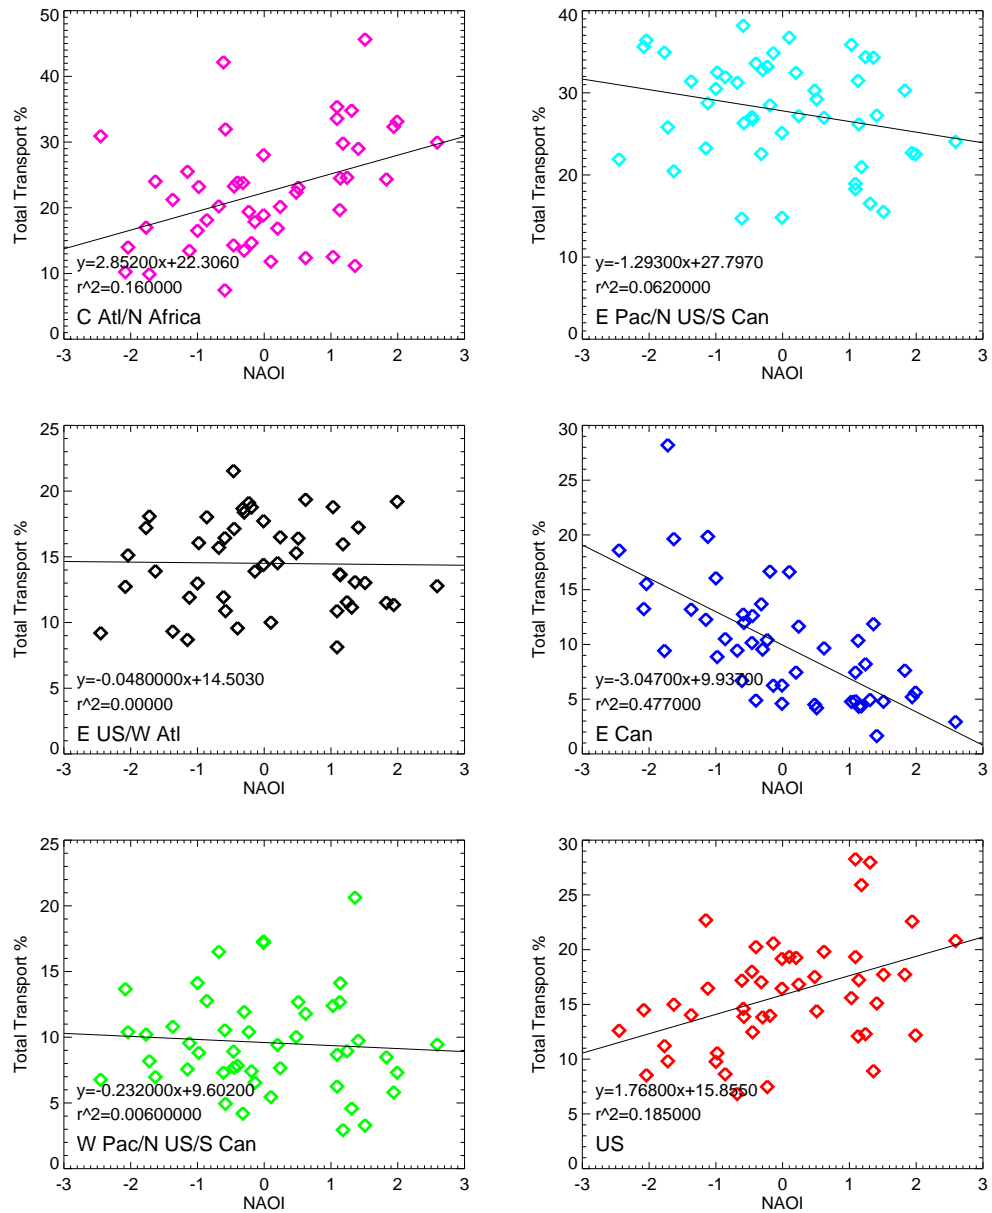 50
40
30
20
10
0
Total Transport %
y=2.85200x+22.3060
r^2=0.160000
C Atl/N Africa
-3 -2 -1 0 1 2 3
NAOI
40
30
20
10
0
Total Transport %
y=-1.29300x+27.7970
r^2=0.0620000
E Pac/N US/S Can
-3 -2 -1 0 1 2 3
NAOI
25
20
15
10
5
0
Total Transport %
y=-0.0480000x+14.5030
r^2=0.00000
E US/W Atl
-3 -2 -1 0 1 2 3
NAOI
30
25
20
15
10
5
0
Total Transport %
y=-3.04700x+9.93700
r^2=0.477000
E Can
-3 -2 -1 0 1 2 3
NAOI
25
20
15
10
5
0
Total Transport %
y=-0.232000x+9.60200
r^2=0.00600000
W Pac/N US/S Can
-3 -2 -1 0 1 2 3
NAOI
30
25
20
15
10
5
0
Total Transport %
y=1.76800x+15.8550
r^2=0.185000
US
-3 -2 -1 0 1 2 3
NAOI